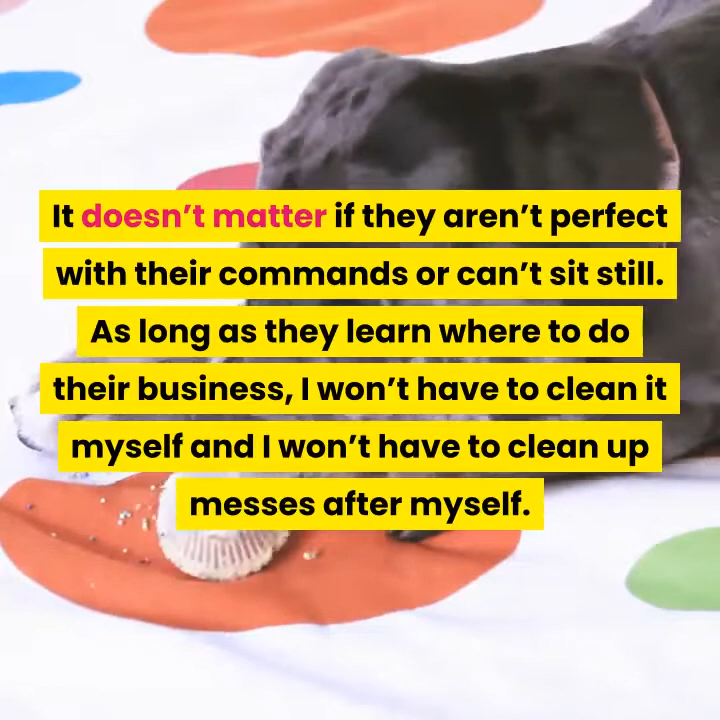 It doesn’t matter if they aren’t perfect
with their commands or can’t sit still.
As long as they learn where to do
their business, I won’t have to clean it
myself and I won’t have to clean up
messes after myself.